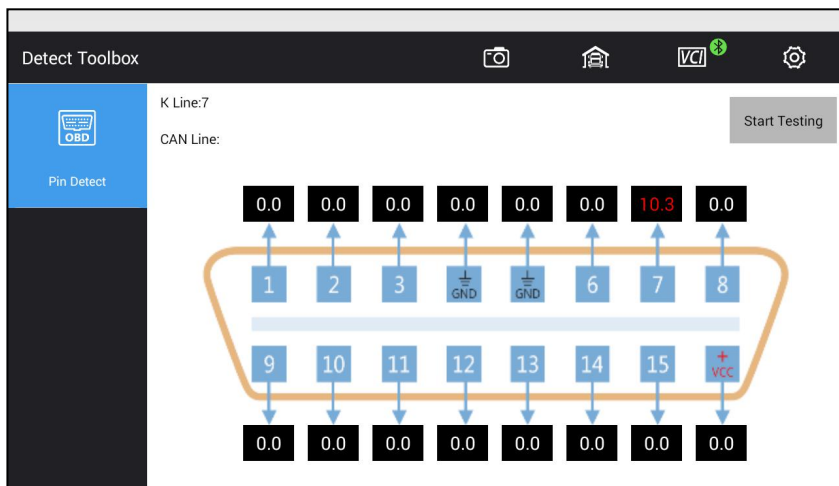 Detect Toolbox
VCI
K Line:7
CAN Line:
Start Testing
OBD
Pin Detect
0.0 0.0 0.0 0.0 0.0 0.0 10.3 0.0
1 2 3 GND GND 6 7 8
9 10 11 12 13 14 15 + VCC
0.0 0.0 0.0 0.0 0.0 0.0 0.0 0.0